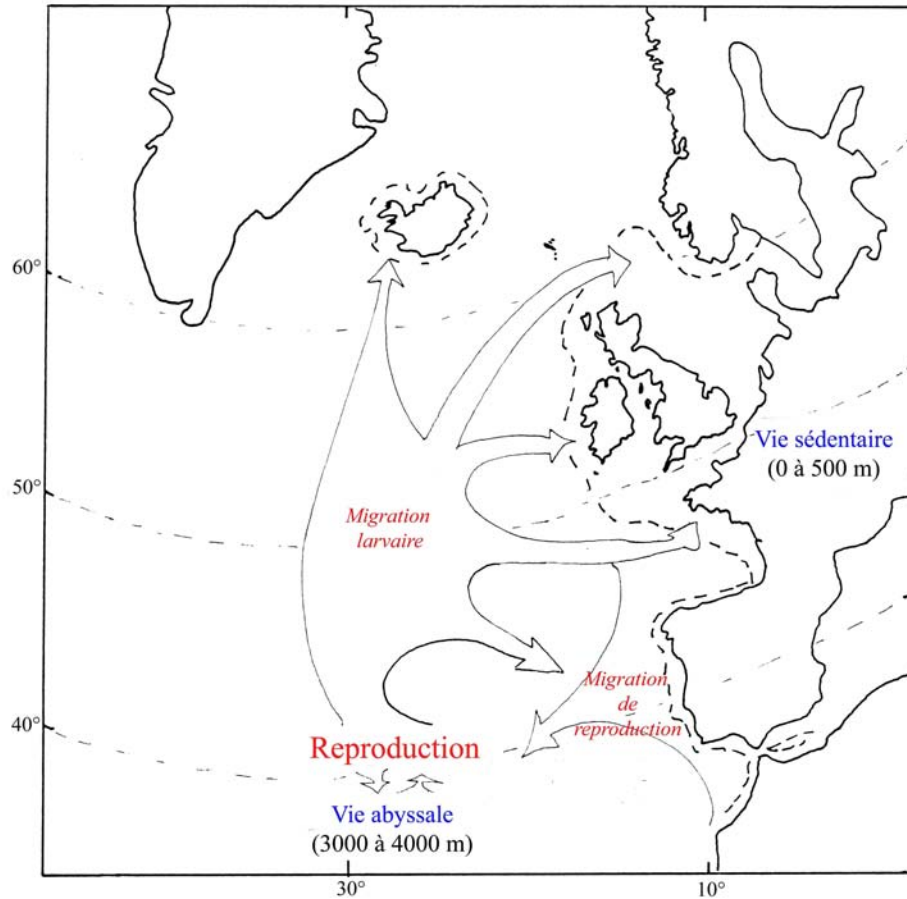 60°
Vie sédentaire
(0 à 500 m)
50°
Migration
larvaire
Migration
de
reproduction
40°
Reproduction
Vie abyssale
(3000 à 4000 m)
30°
10°